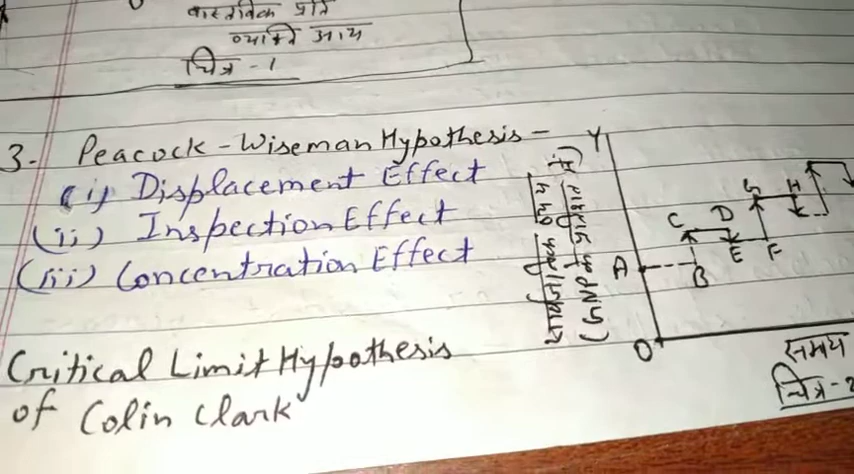 वास्तविक प्रति
व्यक्ति आय
चित्र-1
3- Peacock-Wiseman Hypothesis-
(i) Displacement Effect
(ii) Inspection Effect
(iii) Concentration Effect
Critical Limit Hypothesis
of Colin Clark
Y
G H
C D
E F
A
B
O
समय
चित्र-2